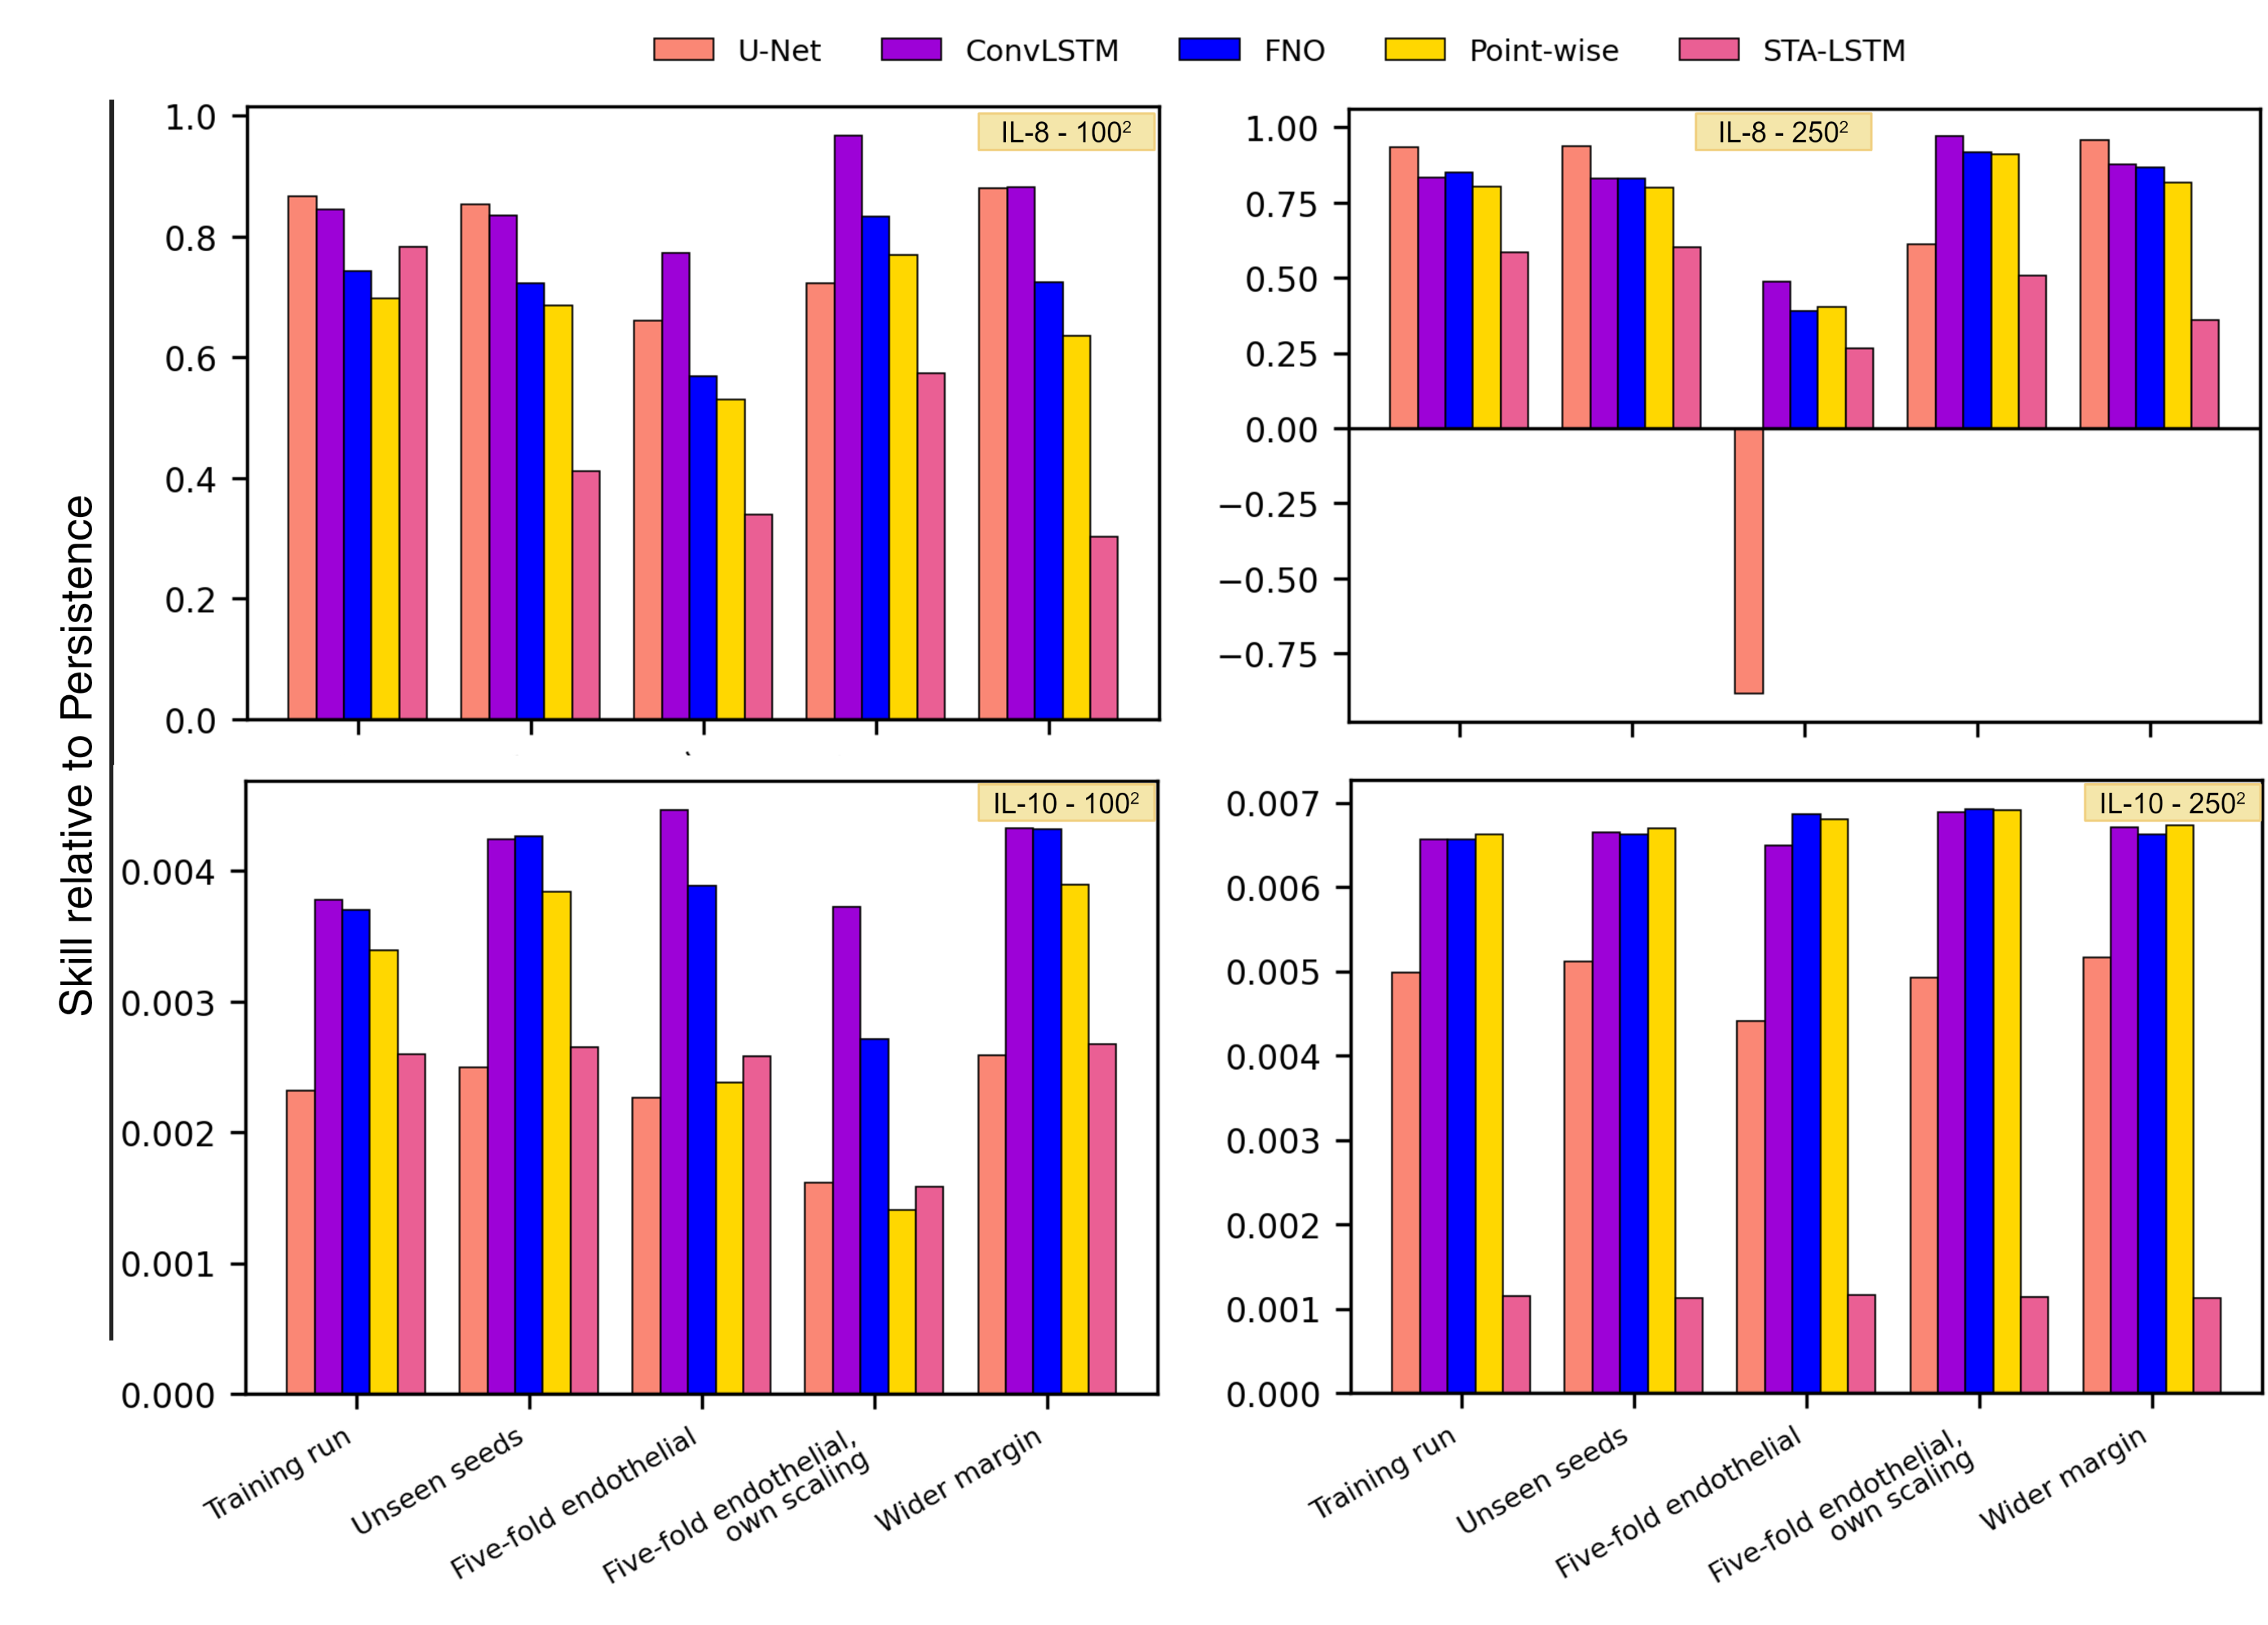 U-Net ConvLSTM FNO Point-wise STA-LSTM
Skill relative to Persistence
IL-8 - 100²
1.0
0.8
0.6
0.4
0.2
0.0
IL-8 - 250²
1.00
0.75
0.50
0.25
0.00
−0.25
−0.50
−0.75
IL-10 - 100²
0.004
0.003
0.002
0.001
0.000
Training run
Unseen seeds
Five-fold endothelial
Five-fold endothelial,
own scaling
Wider margin
IL-10 - 250²
0.007
0.006
0.005
0.004
0.003
0.002
0.001
0.000
Training run
Unseen seeds
Five-fold endothelial
Five-fold endothelial,
own scaling
Wider margin